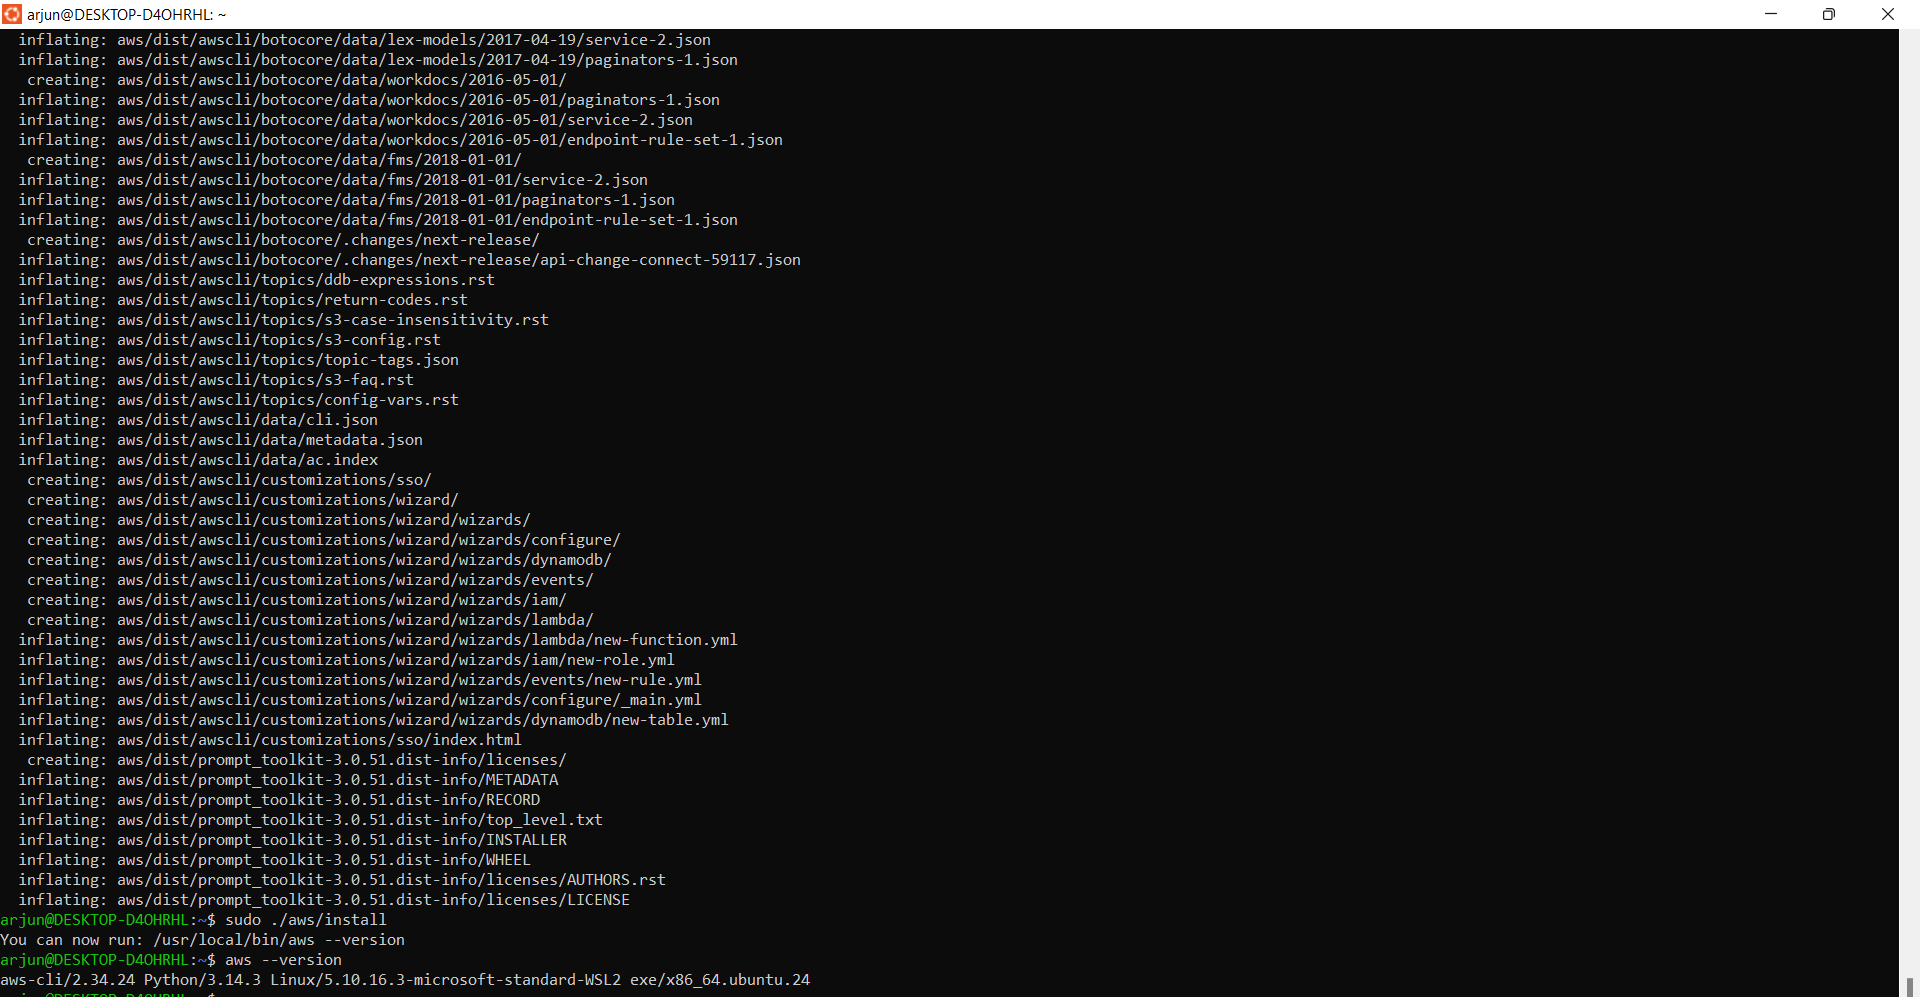 arjun@DESKTOP-D4OHRHL: ~
inflating: aws/dist/awscli/botocore/data/lex-models/2017-04-19/service-2.json
inflating: aws/dist/awscli/botocore/data/lex-models/2017-04-19/paginators-1.json
creating: aws/dist/awscli/botocore/data/workdocs/2016-05-01/
inflating: aws/dist/awscli/botocore/data/workdocs/2016-05-01/paginators-1.json
inflating: aws/dist/awscli/botocore/data/workdocs/2016-05-01/service-2.json
inflating: aws/dist/awscli/botocore/data/workdocs/2016-05-01/endpoint-rule-set-1.json
creating: aws/dist/awscli/botocore/data/fms/2018-01-01/
inflating: aws/dist/awscli/botocore/data/fms/2018-01-01/service-2.json
inflating: aws/dist/awscli/botocore/data/fms/2018-01-01/paginators-1.json
inflating: aws/dist/awscli/botocore/data/fms/2018-01-01/endpoint-rule-set-1.json
creating: aws/dist/awscli/botocore/.changes/next-release/
inflating: aws/dist/awscli/botocore/.changes/next-release/api-change-connect-59117.json
inflating: aws/dist/awscli/topics/ddb-expressions.rst
inflating: aws/dist/awscli/topics/return-codes.rst
inflating: aws/dist/awscli/topics/s3-case-insensitivity.rst
inflating: aws/dist/awscli/topics/s3-config.rst
inflating: aws/dist/awscli/topics/topic-tags.json
inflating: aws/dist/awscli/topics/s3-faq.rst
inflating: aws/dist/awscli/topics/config-vars.rst
inflating: aws/dist/awscli/data/cli.json
inflating: aws/dist/awscli/data/metadata.json
inflating: aws/dist/awscli/data/ac.index
creating: aws/dist/awscli/customizations/sso/
creating: aws/dist/awscli/customizations/wizard/
creating: aws/dist/awscli/customizations/wizard/wizards/
creating: aws/dist/awscli/customizations/wizard/wizards/configure/
creating: aws/dist/awscli/customizations/wizard/wizards/dynamodb/
creating: aws/dist/awscli/customizations/wizard/wizards/events/
creating: aws/dist/awscli/customizations/wizard/wizards/iam/
creating: aws/dist/awscli/customizations/wizard/wizards/lambda/
inflating: aws/dist/awscli/customizations/wizard/wizards/lambda/new-function.yml
inflating: aws/dist/awscli/customizations/wizard/wizards/iam/new-role.yml
inflating: aws/dist/awscli/customizations/wizard/wizards/events/new-rule.yml
inflating: aws/dist/awscli/customizations/wizard/wizards/configure/_main.yml
inflating: aws/dist/awscli/customizations/wizard/wizards/dynamodb/new-table.yml
inflating: aws/dist/awscli/customizations/sso/index.html
creating: aws/dist/prompt_toolkit-3.0.51.dist-info/licenses/
inflating: aws/dist/prompt_toolkit-3.0.51.dist-info/METADATA
inflating: aws/dist/prompt_toolkit-3.0.51.dist-info/RECORD
inflating: aws/dist/prompt_toolkit-3.0.51.dist-info/top_level.txt
inflating: aws/dist/prompt_toolkit-3.0.51.dist-info/INSTALLER
inflating: aws/dist/prompt_toolkit-3.0.51.dist-info/WHEEL
inflating: aws/dist/prompt_toolkit-3.0.51.dist-info/licenses/AUTHORS.rst
inflating: aws/dist/prompt_toolkit-3.0.51.dist-info/licenses/LICENSE
arjun@DESKTOP-D4OHRHL:~$ sudo ./aws/install
You can now run: /usr/local/bin/aws --version
arjun@DESKTOP-D4OHRHL:~$ aws --version
aws-cli/2.34.24 Python/3.14.3 Linux/5.10.16.3-microsoft-standard-WSL2 exe/x86_64.ubuntu.24